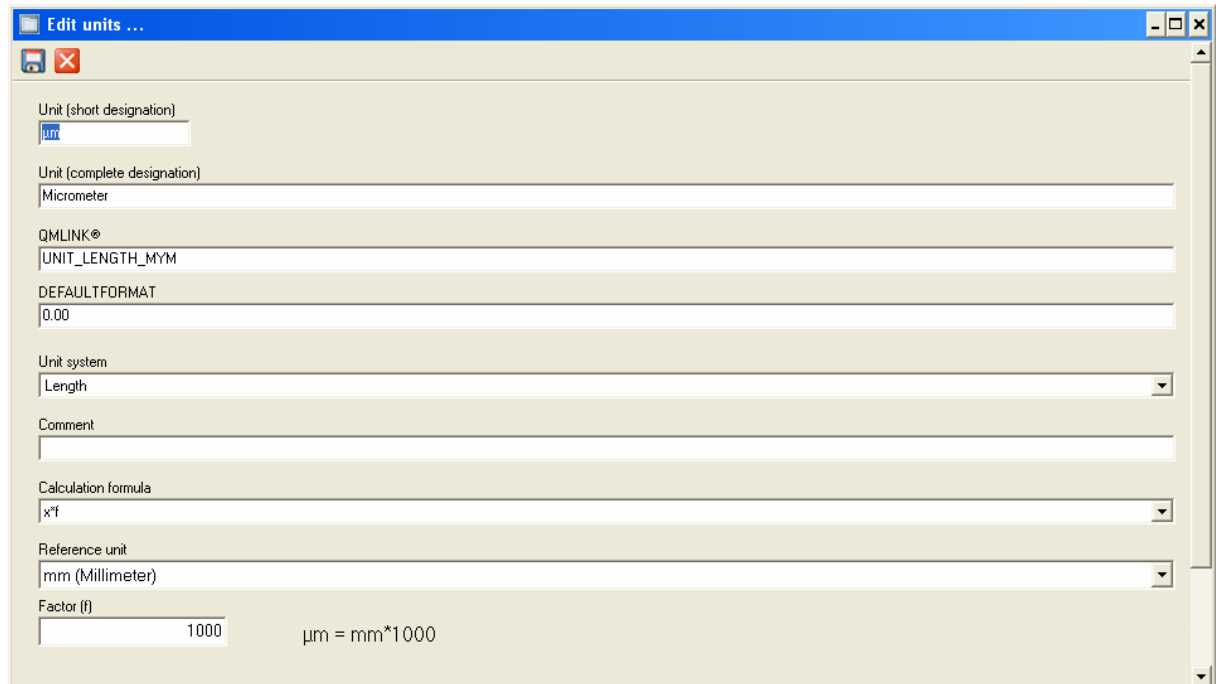 Edit units ...
Unit (short designation)
µm
Unit (complete designation)
Micrometer
QMLINK®
UNIT_LENGTH_MYM
DEFAULTFORMAT
0.00
Unit system
Length
Comment
Calculation formula
x*f
Reference unit
mm (Millimeter)
Factor (f)
1000 µm = mm*1000